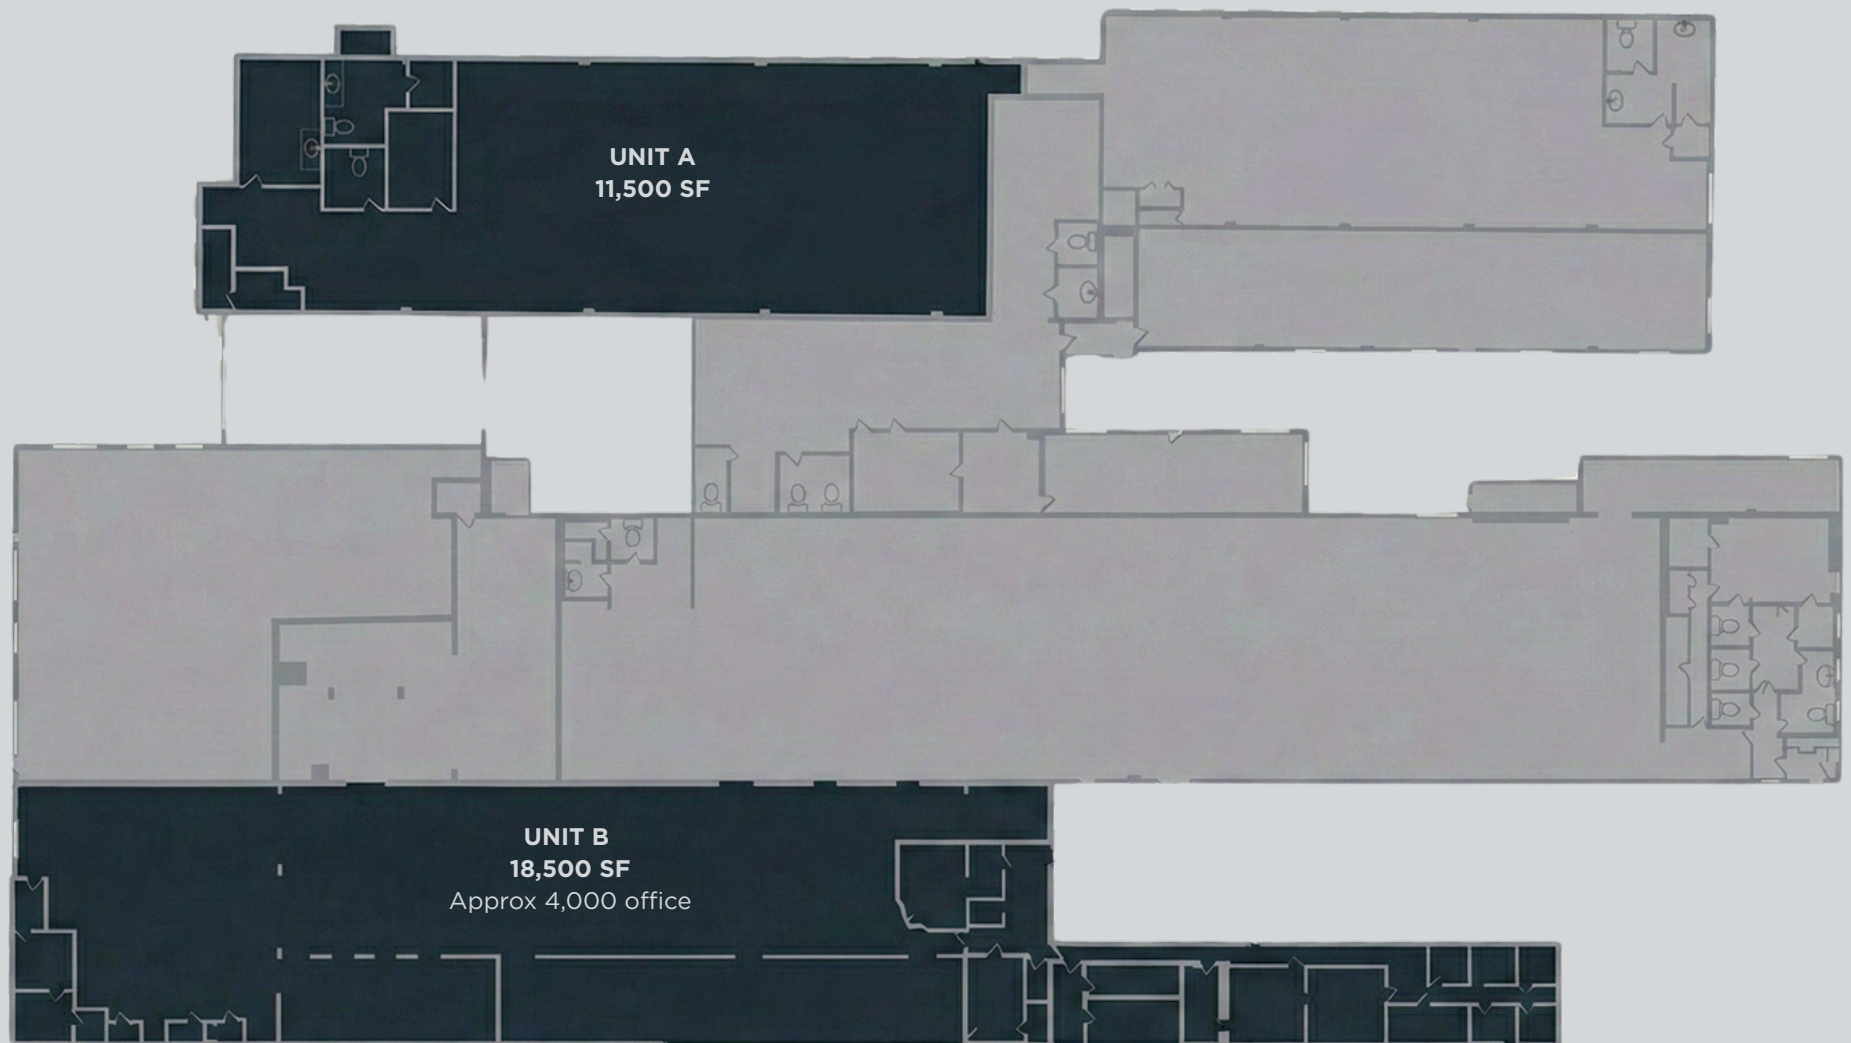 UNIT A
11,500 SF
UNIT B
18,500 SF
Approx 4,000 office